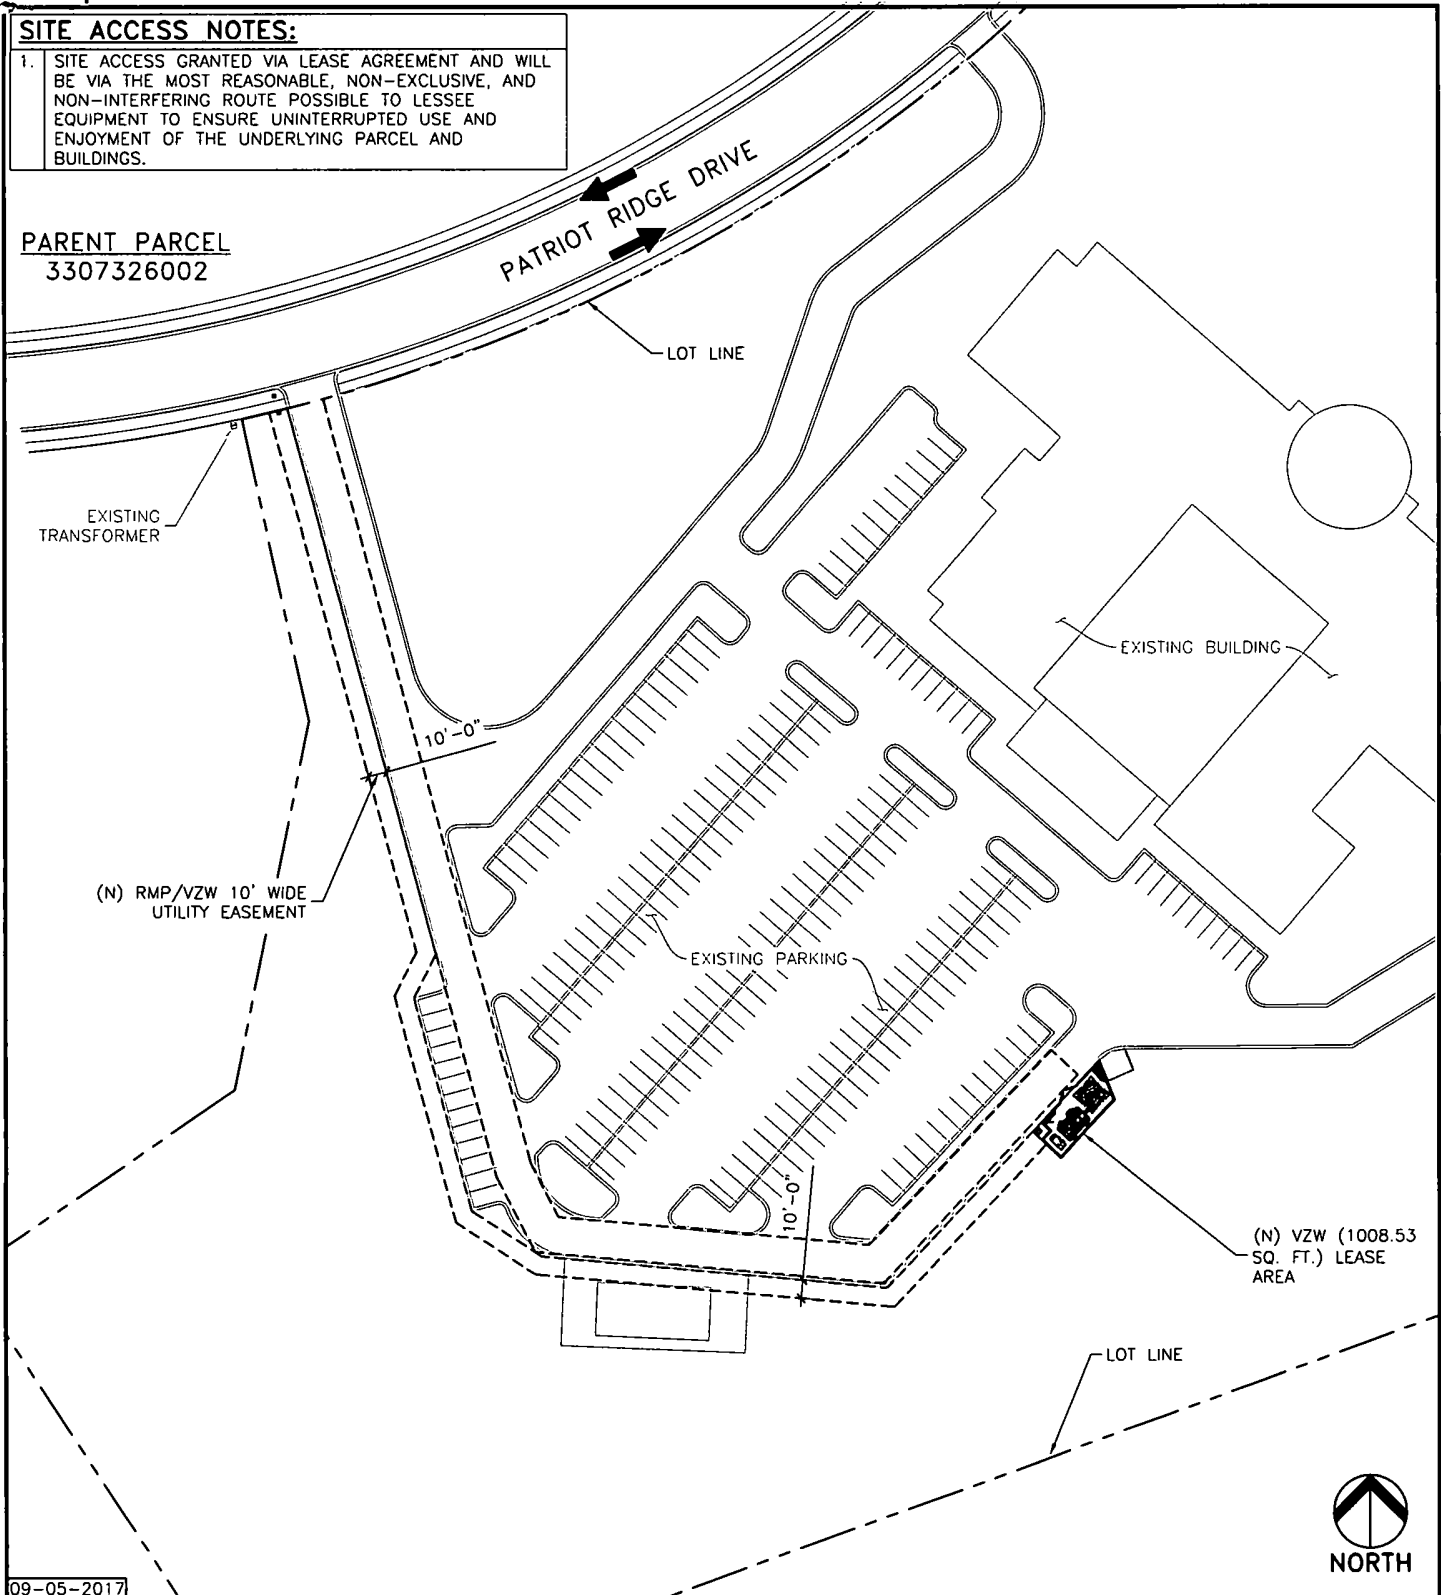 SITE ACCESS NOTES:
1. SITE ACCESS GRANTED VIA LEASE AGREEMENT AND WILL
BE VIA THE MOST REASONABLE, NON-EXCLUSIVE, AND
NON-INTERFERING ROUTE POSSIBLE TO LESSEE
EQUIPMENT TO ENSURE UNINTERRUPTED USE AND
ENJOYMENT OF THE UNDERLYING PARCEL AND
BUILDINGS.
PATRIOT RIDGE DRIVE
PARENT PARCEL
3307326002
LOT LINE
EXISTING
TRANSFORMER
EXISTING BUILDING
10'-0"
(N) RMP/VZW 10' WIDE
UTILITY EASEMENT
EXISTING PARKING
10'-0"
(N) VZW (1008.53
SQ. FT.) LEASE
AREA
LOT LINE
NORTH
09-05-2017